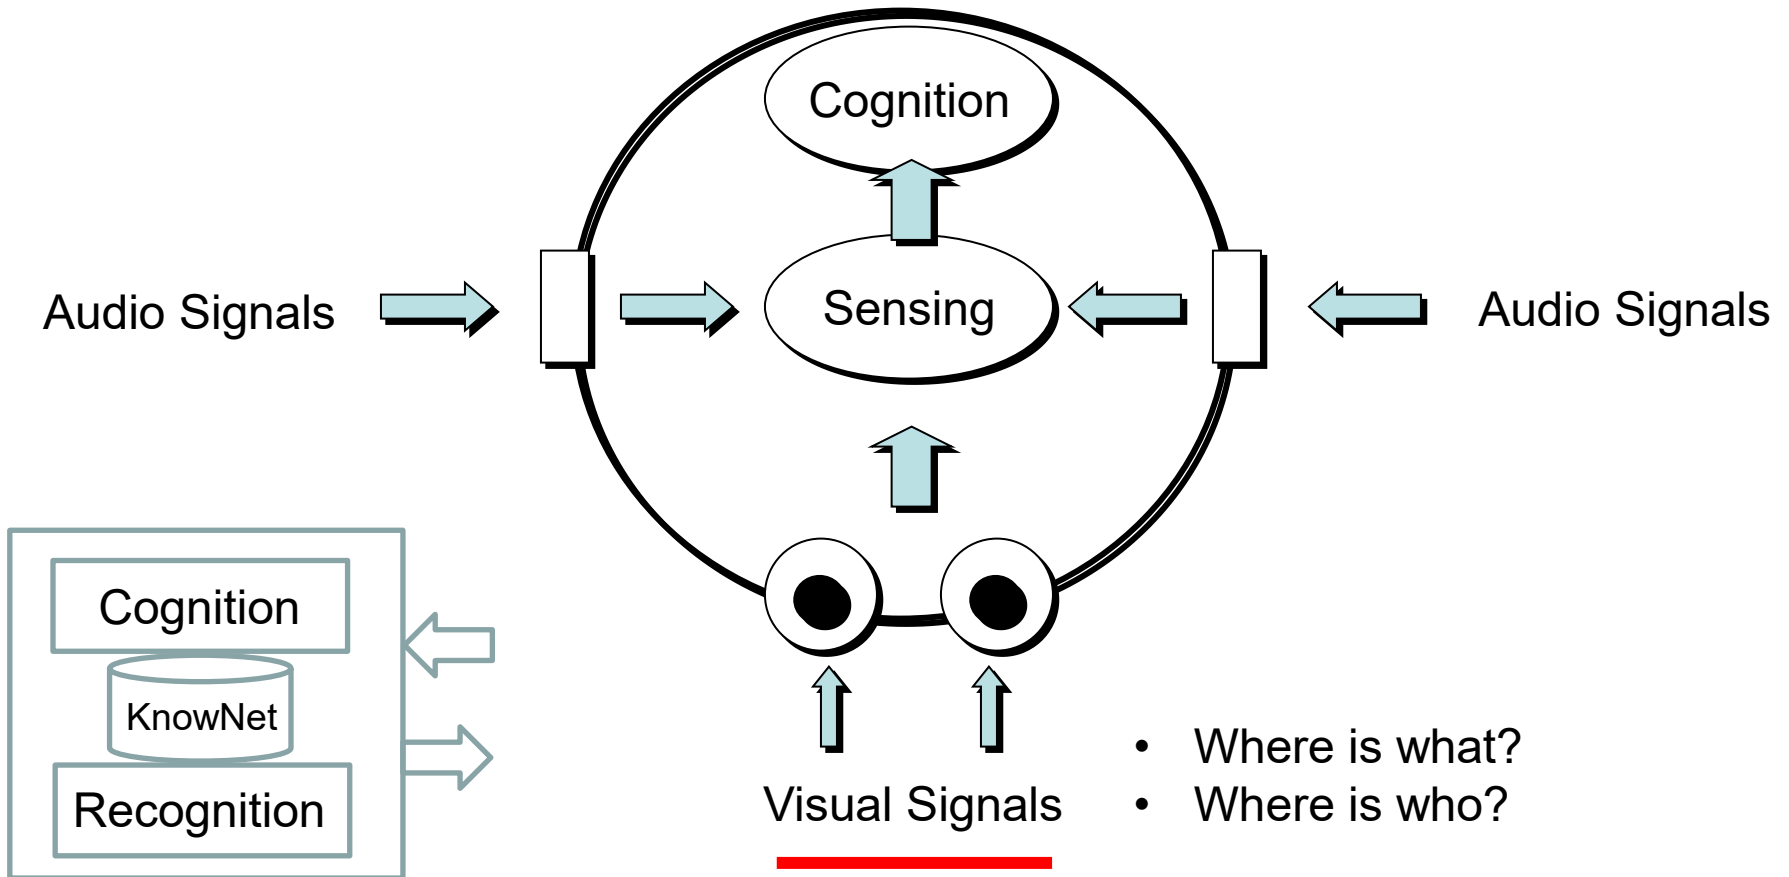 Cognition
Audio Signals
Sensing
Audio Signals
Cognition
KnowNet
Recognition
Visual Signals
• Where is what?
• Where is who?